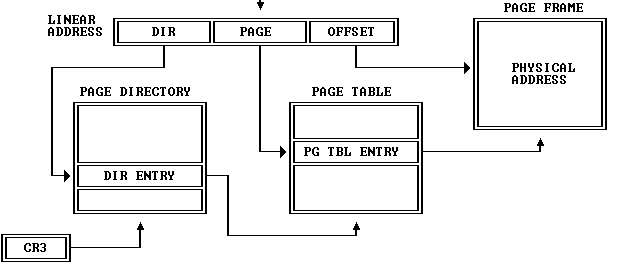 PAGE FRAME
LINEAR
ADDRESS
DIR PAGE OFFSET
PHYSICAL
ADDRESS
PAGE DIRECTORY PAGE TABLE
PG TBL ENTRY
DIR ENTRY
CR3